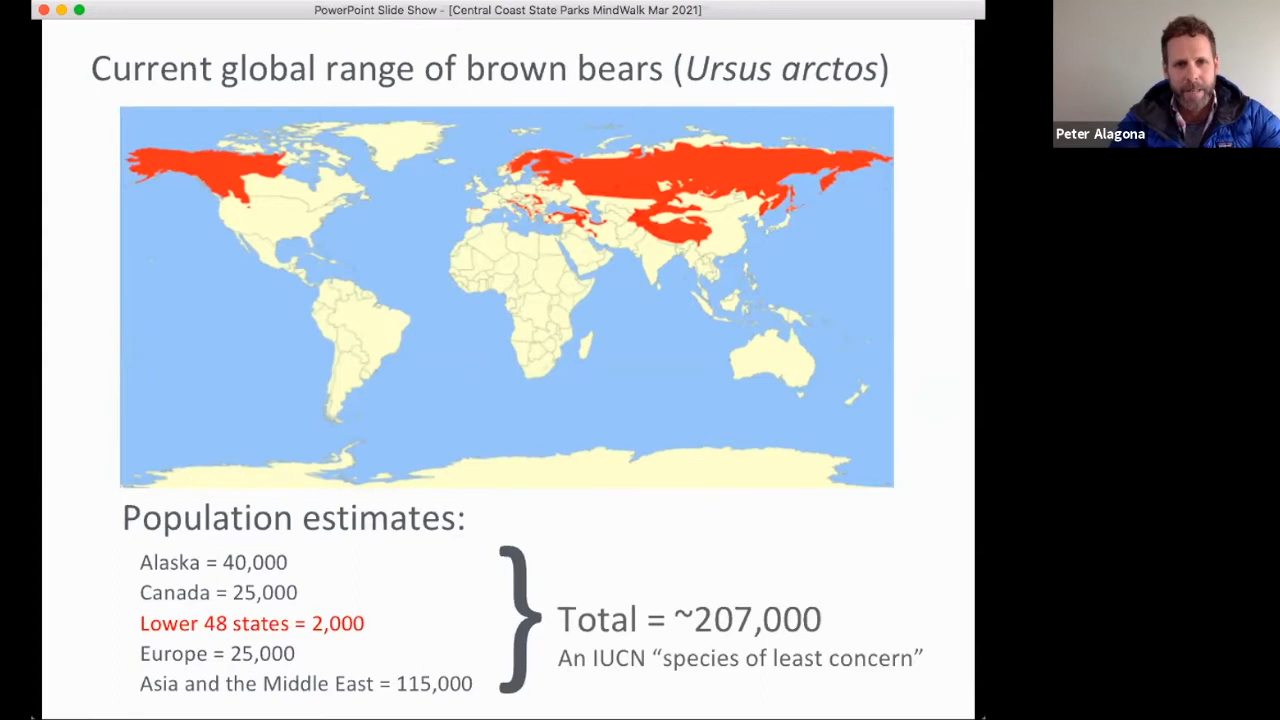 PowerPoint Slide Show - [Central Coast State Parks MindWalk Mar 2021]
Current global range of brown bears (Ursus arctos)
Peter Alagona
Population estimates:
Alaska = 40,000
Canada = 25,000
Lower 48 states = 2,000
Europe = 25,000
Asia and the Middle East = 115,000
}
Total = ~207,000
An IUCN “species of least concern”